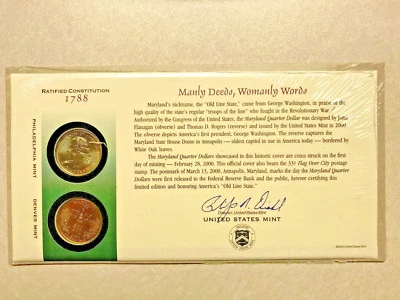 RATIFIED CONSTITUTION
1788
PHILADELPHIA MINT
DENVER MINT
Manly Deeds, Womanly Words
Maryland's nickname, the "Old Line State," came from George Washington, in praise of the
high quality of the state's regular "troops of the line" who fought in the Revolutionary War.
Authorized by Congress of the United States, the Maryland Quarter Dollar was designed by John
Flanagan (obverse) and Thomas D. Rogers (reverse) and issued by the United States Mint in 2000.
The obverse depicts America's first president, George Washington. The reverse captures the
Maryland State House Dome in Annapolis — oldest capitol in use in America today — bordered by
White Oak leaves.
The Maryland Quarter Dollars showcased in this historic cover are coins struck on the first
day of minting — February 28, 2000. This official cover also bears the 33¢ Flag Over City postage
stamp. The postmark of March 13, 2000, Annapolis, Maryland, marks the day the Maryland Quarter
Dollars were first released to the Federal Reserve Bank and the public, forever certifying this
limited edition and honoring America's "Old Line State."
Director, United States Mint
UNITED STATES MINT